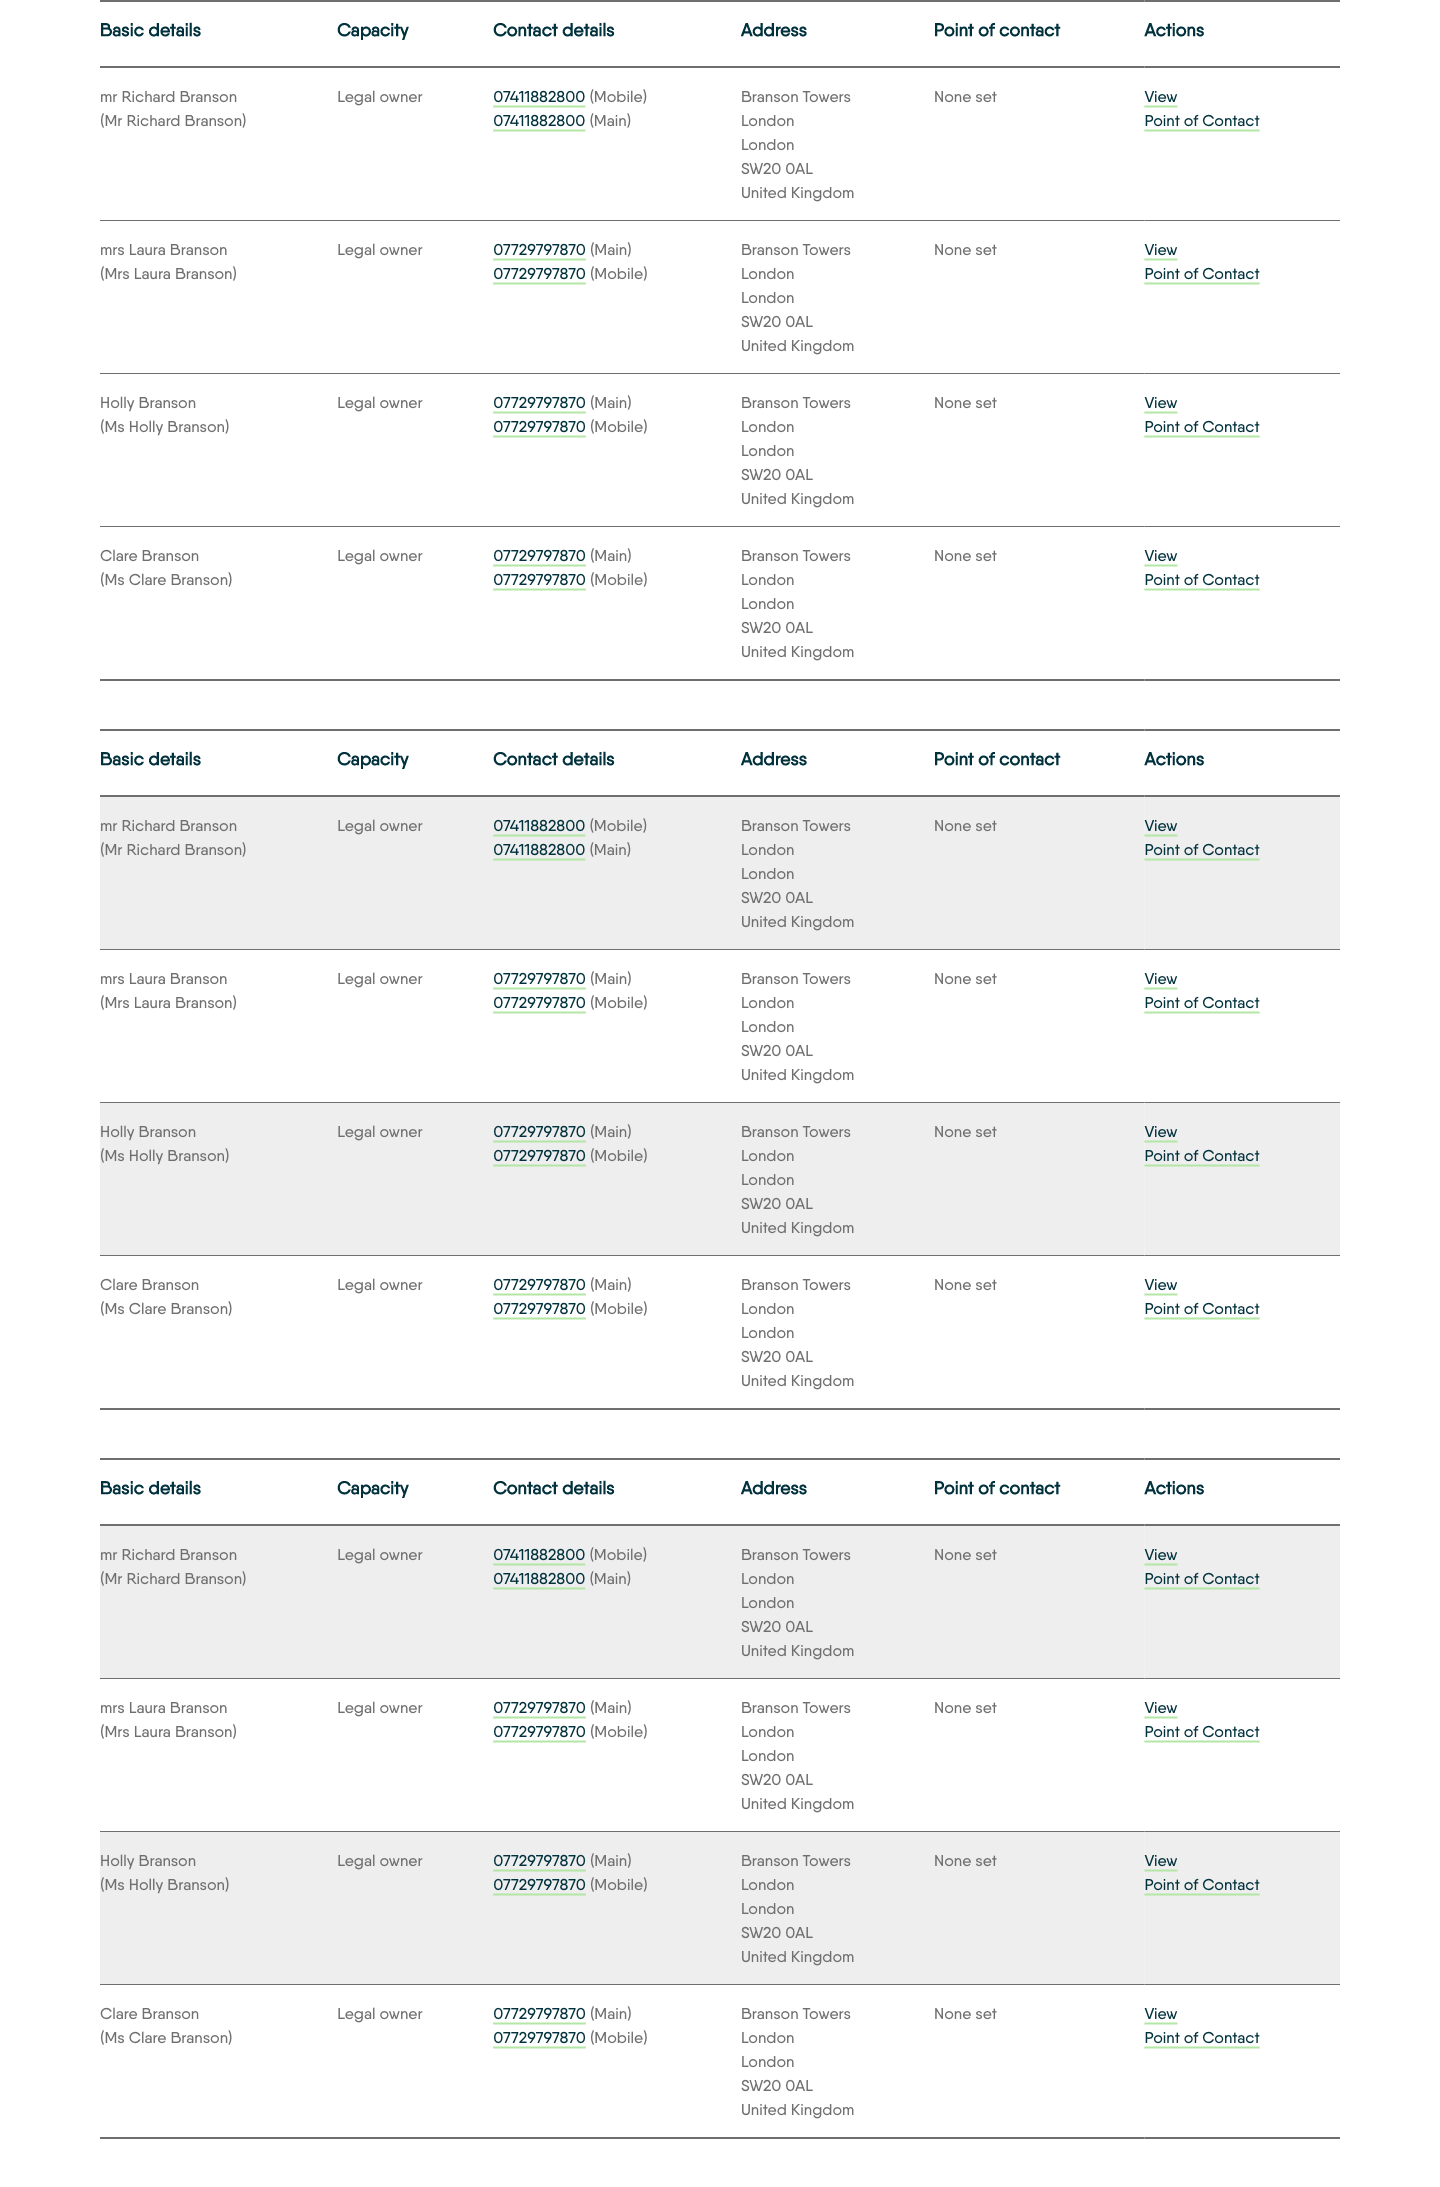 Basic details Capacity Contact details Address Point of contact Actions
mr Richard Branson Legal owner 07411882800 (Mobile) Branson Towers None set View
(Mr Richard Branson) 07411882800 (Main) London Point of Contact
London
SW20 0AL
United Kingdom
mrs Laura Branson Legal owner 07729797870 (Main) Branson Towers None set View
(Mrs Laura Branson) 07729797870 (Mobile) London Point of Contact
London
SW20 0AL
United Kingdom
Holly Branson Legal owner 07729797870 (Main) Branson Towers None set View
(Ms Holly Branson) 07729797870 (Mobile) London Point of Contact
London
SW20 0AL
United Kingdom
Clare Branson Legal owner 07729797870 (Main) Branson Towers None set View
(Ms Clare Branson) 07729797870 (Mobile) London Point of Contact
London
SW20 0AL
United Kingdom
Basic details Capacity Contact details Address Point of contact Actions
mr Richard Branson Legal owner 07411882800 (Mobile) Branson Towers None set View
(Mr Richard Branson) 07411882800 (Main) London Point of Contact
London
SW20 0AL
United Kingdom
mrs Laura Branson Legal owner 07729797870 (Main) Branson Towers None set View
(Mrs Laura Branson) 07729797870 (Mobile) London Point of Contact
London
SW20 0AL
United Kingdom
Holly Branson Legal owner 07729797870 (Main) Branson Towers None set View
(Ms Holly Branson) 07729797870 (Mobile) London Point of Contact
London
SW20 0AL
United Kingdom
Clare Branson Legal owner 07729797870 (Main) Branson Towers None set View
(Ms Clare Branson) 07729797870 (Mobile) London Point of Contact
London
SW20 0AL
United Kingdom
Basic details Capacity Contact details Address Point of contact Actions
mr Richard Branson Legal owner 07411882800 (Mobile) Branson Towers None set View
(Mr Richard Branson) 07411882800 (Main) London Point of Contact
London
SW20 0AL
United Kingdom
mrs Laura Branson Legal owner 07729797870 (Main) Branson Towers None set View
(Mrs Laura Branson) 07729797870 (Mobile) London Point of Contact
London
SW20 0AL
United Kingdom
Holly Branson Legal owner 07729797870 (Main) Branson Towers None set View
(Ms Holly Branson) 07729797870 (Mobile) London Point of Contact
London
SW20 0AL
United Kingdom
Clare Branson Legal owner 07729797870 (Main) Branson Towers None set View
(Ms Clare Branson) 07729797870 (Mobile) London Point of Contact
London
SW20 0AL
United Kingdom